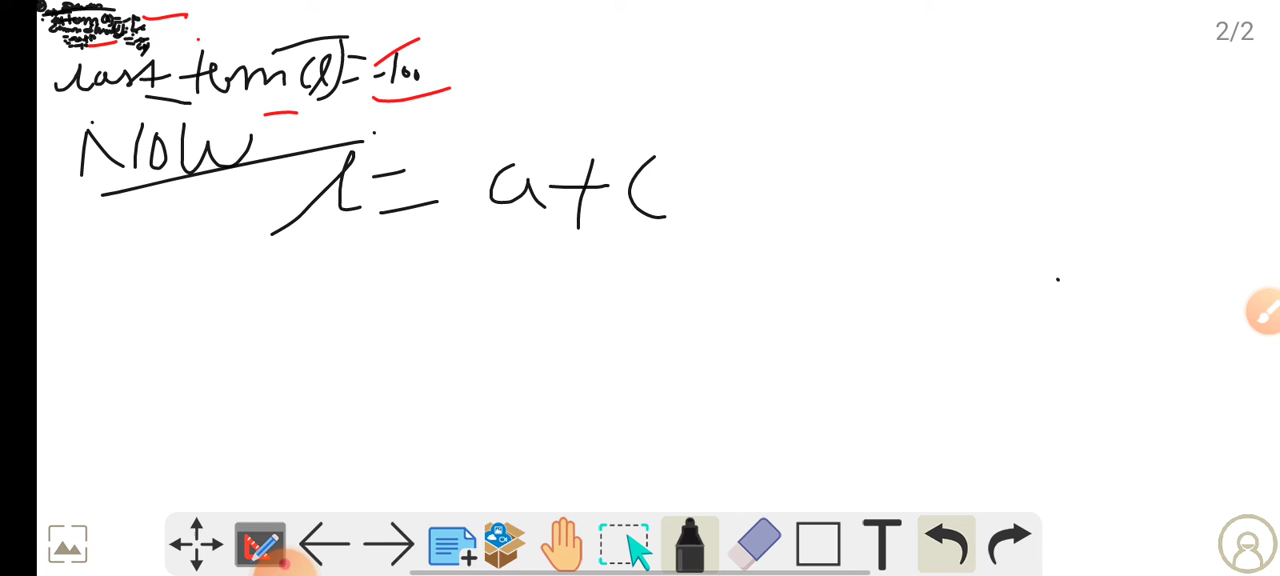 2/2
last term (l) = -100
Now
l = a + (
T